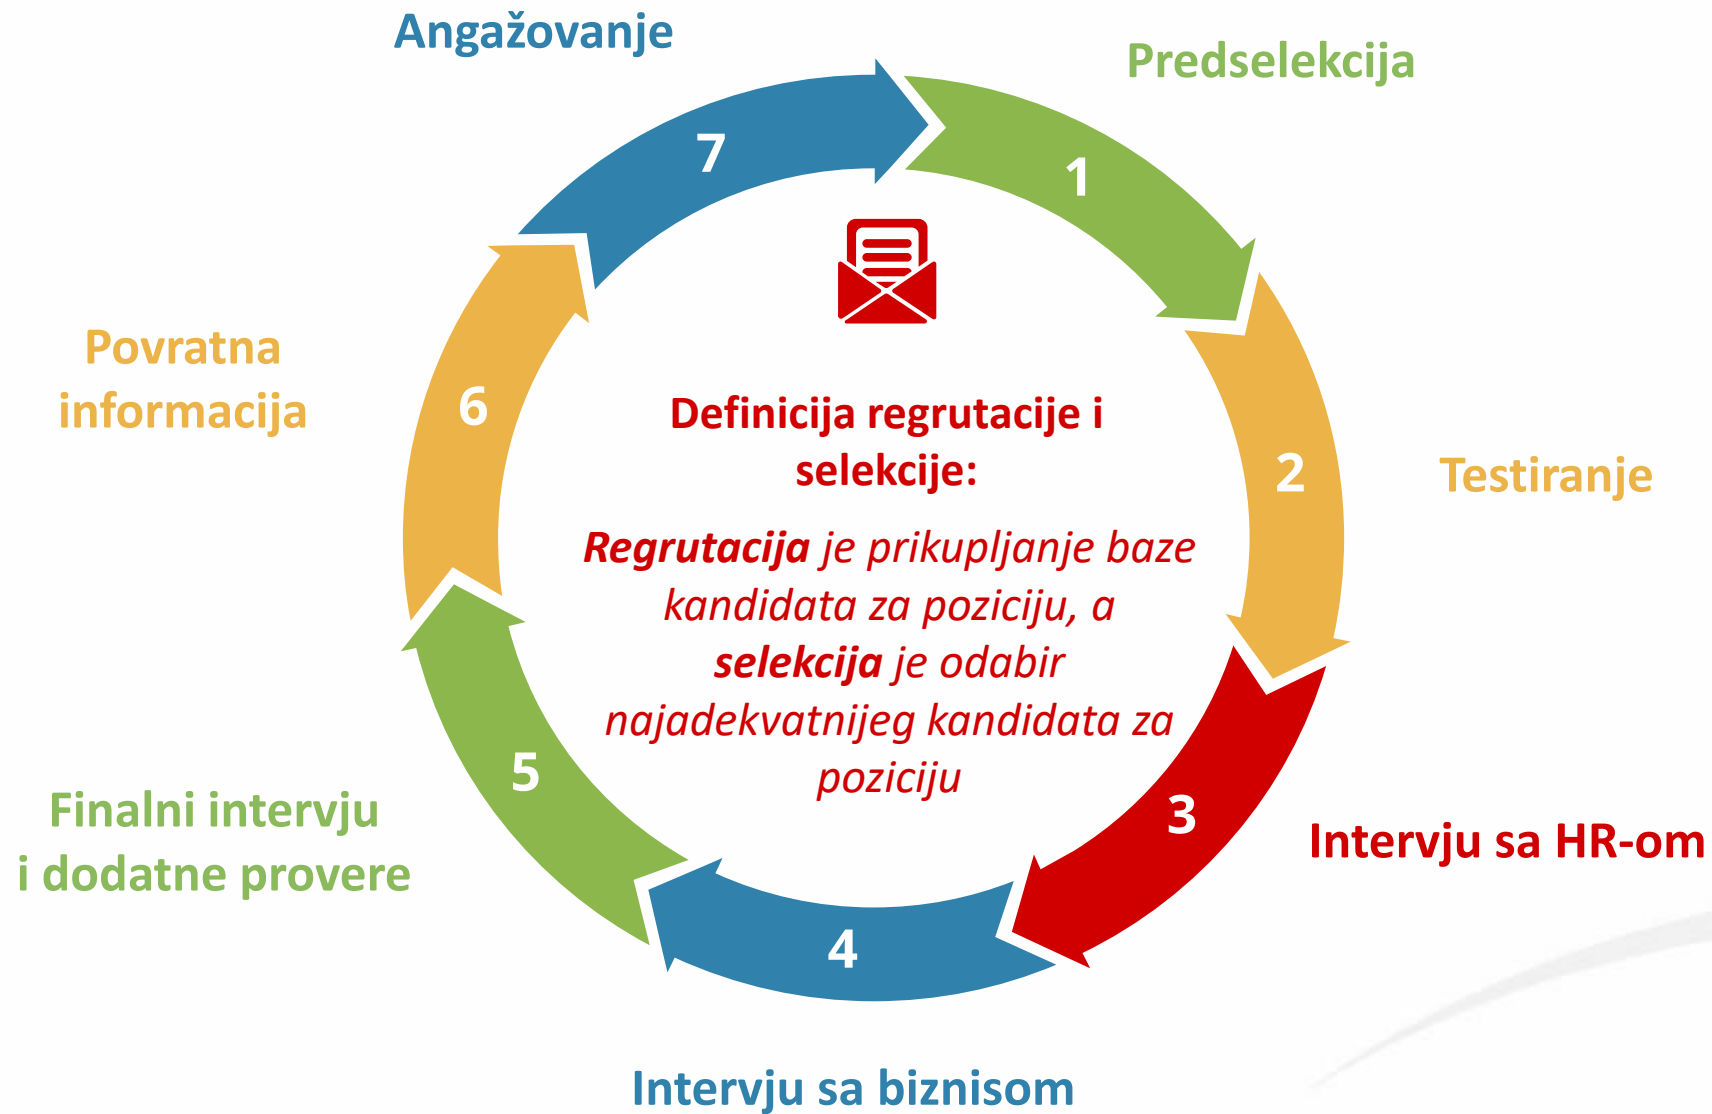 Angažovanje
Predselekcija
7
1
Povratna
informacija
6
Definicija regrutacije i
selekcije:
2
Testiranje
Regrutacija je prikupljanje baze
kandidata za poziciju, a
selekcija je odabir
najadekvatnijeg kandidata za
poziciju
5
Finalni intervju
i dodatne provere
3
Intervju sa HR-om
4
Intervju sa biznisom